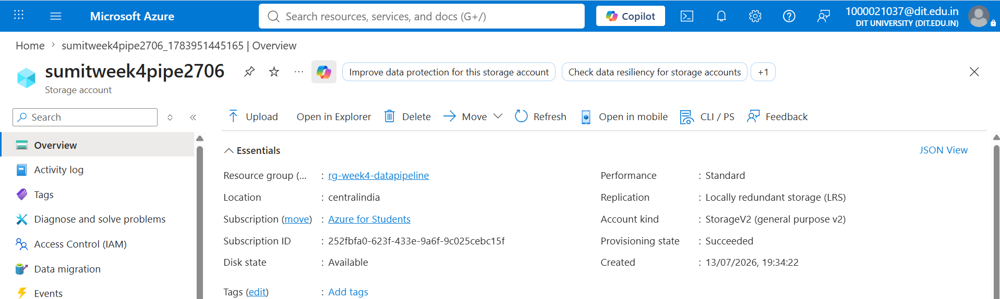 Microsoft Azure
Search resources, services, and docs (G+/)
Copilot
1000021037@dit.edu.in
DIT UNIVERSITY (DIT.EDU.IN)
Home > sumitweek4pipe2706_1783951445165 | Overview
sumitweek4pipe2706
Storage account
Improve data protection for this storage account
Check data resiliency for storage accounts
+1
Search
Upload
Open in Explorer
Delete
Move
Refresh
Open in mobile
CLI / PS
Feedback
Overview
Activity log
Tags
Diagnose and solve problems
Access Control (IAM)
Data migration
Events
Essentials
JSON View
Resource group (... : rg-week4-datapipeline
Location : centralindia
Subscription (move) : Azure for Students
Subscription ID : 252fbfa0-623f-433e-9a6f-9c025cebc15f
Disk state : Available
Tags (edit) : Add tags
Performance : Standard
Replication : Locally redundant storage (LRS)
Account kind : StorageV2 (general purpose v2)
Provisioning state : Succeeded
Created : 13/07/2026, 19:34:22